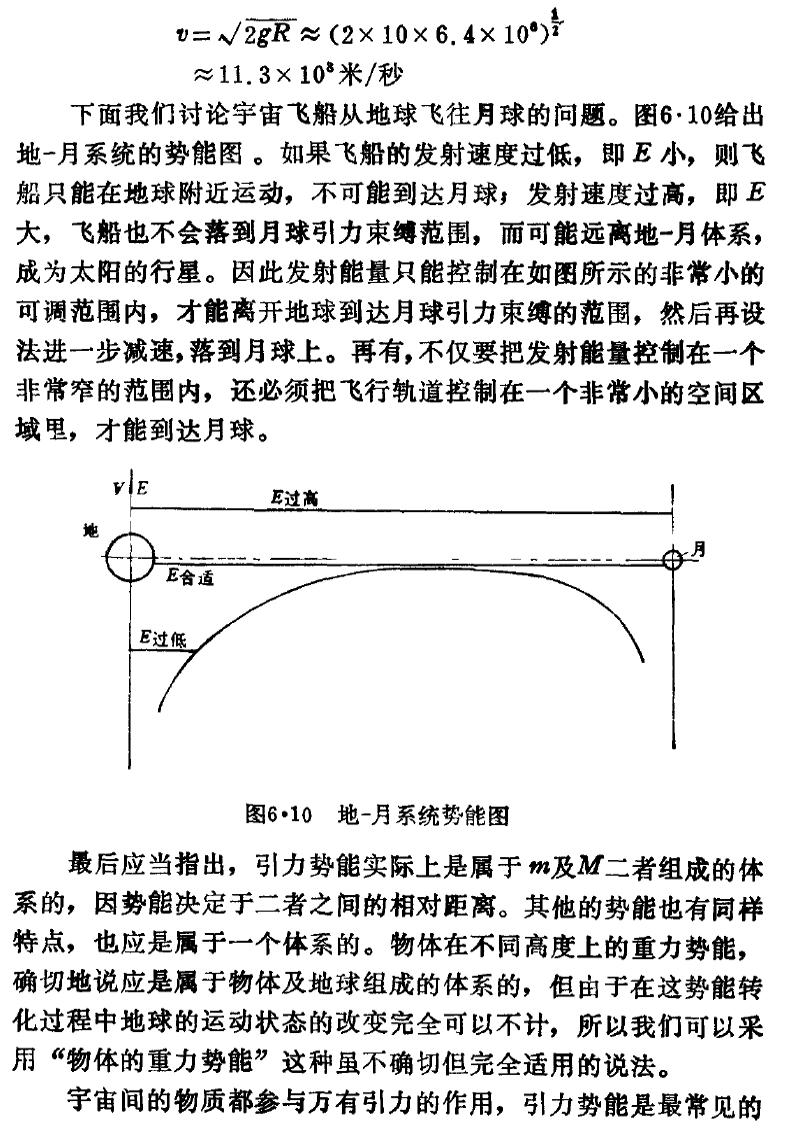 v=√2gR≈(2×10×6.4×10⁶)^½
≈11.3×10³米/秒
下面我们讨论宇宙飞船从地球飞往月球的问题。图6·10给出
地-月系统的势能图。如果飞船的发射速度过低，即E小，则飞
船只能在地球附近运动，不可能到达月球；发射速度过高，即E
大，飞船也不会落到月球引力束缚范围，而可能远离地-月体系，
成为太阳的行星。因此发射能量只能控制在如图所示的非常小的
可调范围内，才能离开地球到达月球引力束缚的范围，然后再设
法进一步减速，落到月球上。再有，不仅要把发射能量控制在一个
非常窄的范围内，还必须把飞行轨道控制在一个非常小的空间区
域里，才能到达月球。
V E
E过高
地
月
E合适
E过低
图6·10 地-月系统势能图
最后应当指出，引力势能实际上是属于m及M二者组成的体
系的，因势能决定于二者之间的相对距离。其他的势能也有同样
特点，也应是属于一个体系的。物体在不同高度上的重力势能，
确切地说应是属于物体及地球组成的体系的，但由于在这势能转
化过程中地球的运动状态的改变完全可以不计，所以我们可以采
用“物体的重力势能”这种虽不确切但完全适用的说法。
宇宙间的物质都参与万有引力的作用，引力势能是最常见的